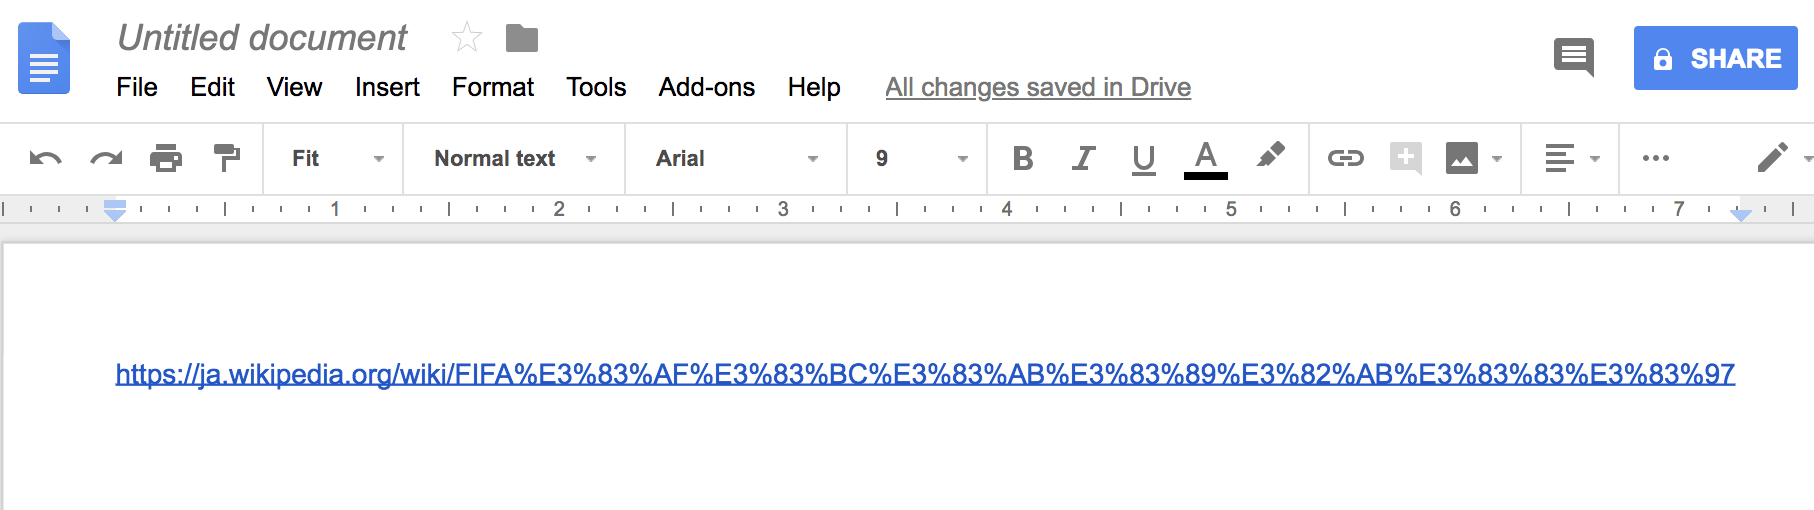 Untitled document
File Edit View Insert Format Tools Add-ons Help All changes saved in Drive
SHARE
Fit Normal text Arial 9 B I U A
1 2 3 4 5 6 7
https://ja.wikipedia.org/wiki/FIFA%E3%83%AF%E3%83%BC%E3%83%AB%E3%83%89%E3%82%AB%E3%83%83%E3%83%97